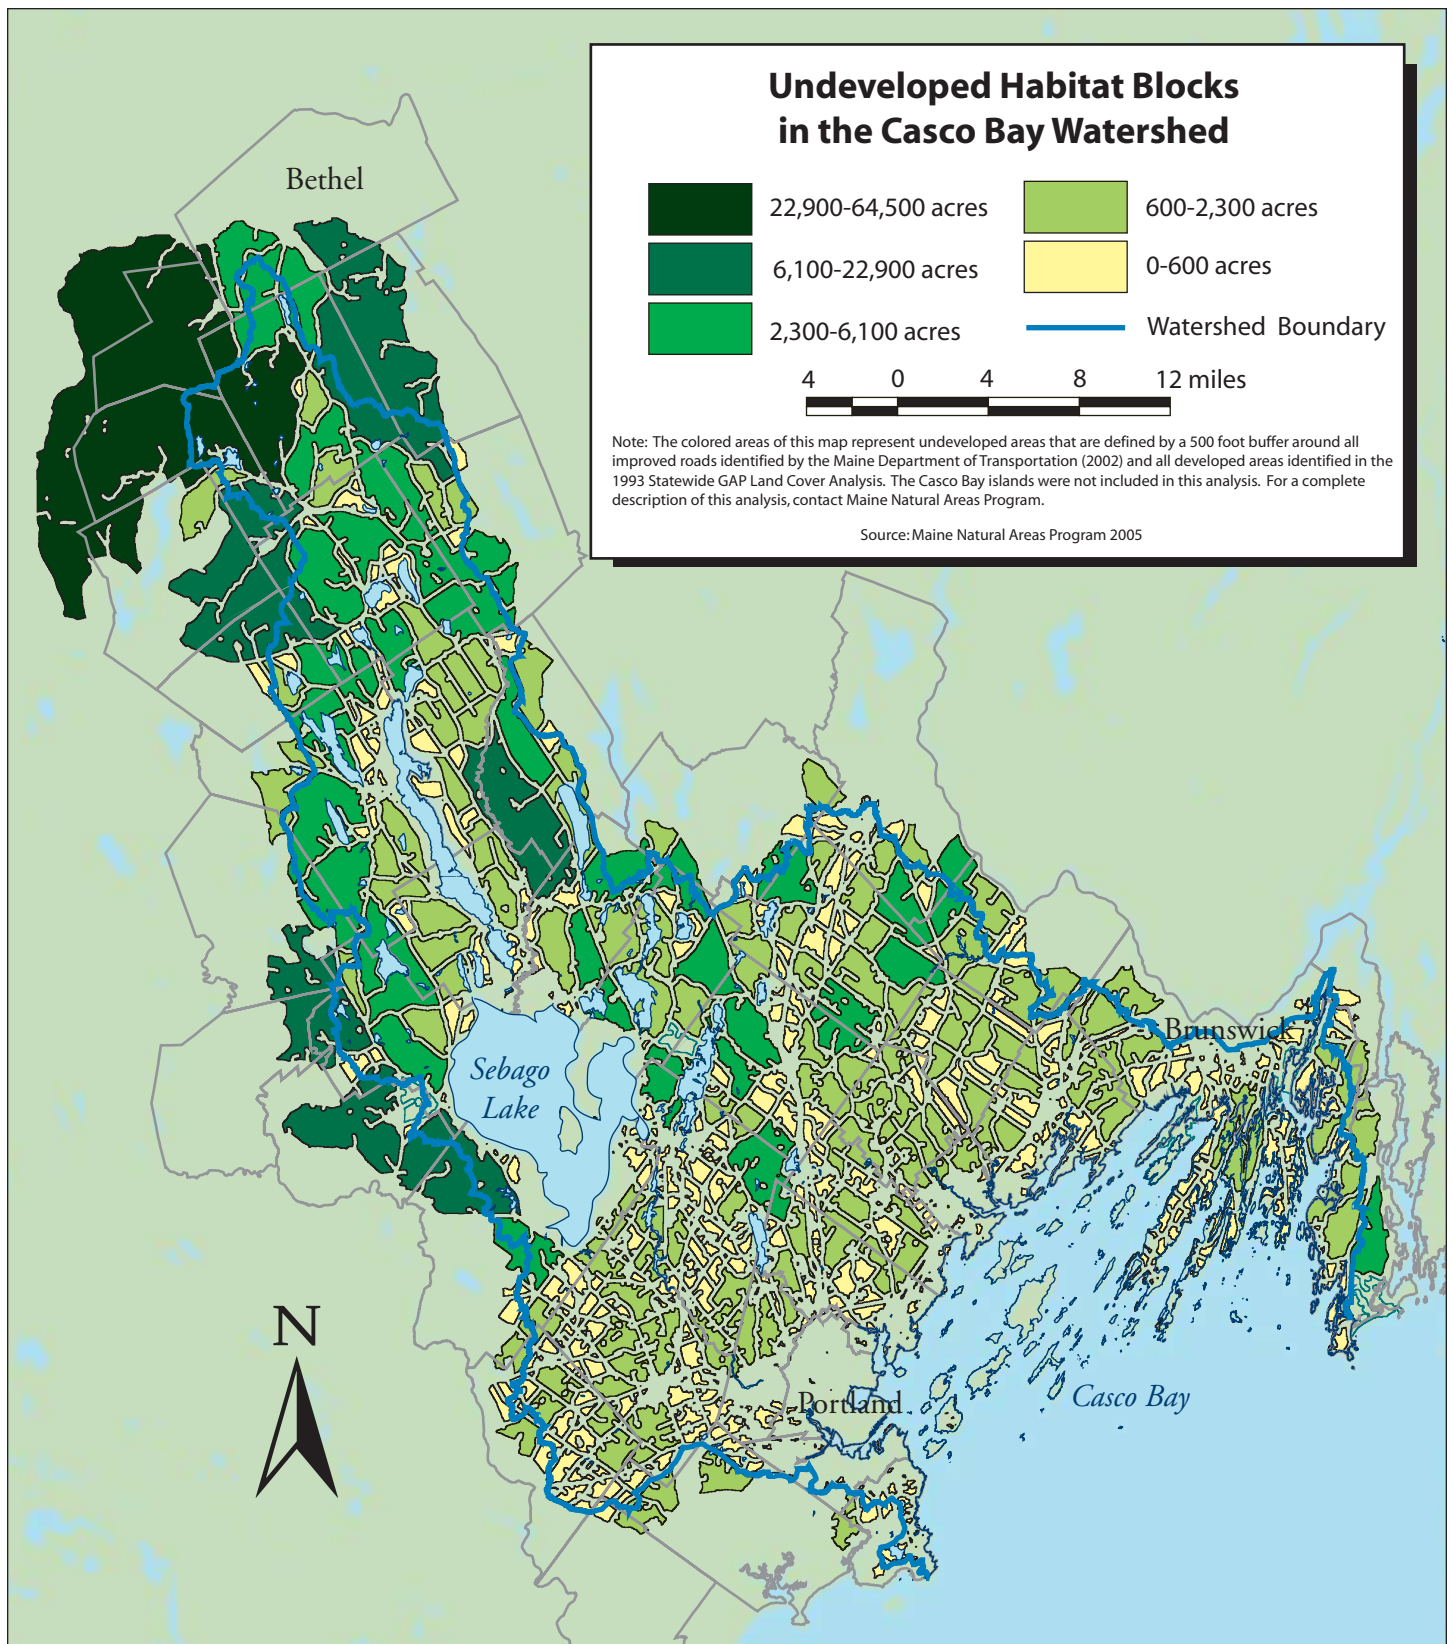 Undeveloped Habitat Blocks
in the Casco Bay Watershed
22,900-64,500 acres
6,100-22,900 acres
2,300-6,100 acres
600-2,300 acres
0-600 acres
Watershed Boundary
4 0 4 8 12 miles
Note: The colored areas of this map represent undeveloped areas that are defined by a 500 foot buffer around all
improved roads identified by the Maine Department of Transportation (2002) and all developed areas identified in the
1993 Statewide GAP Land Cover Analysis. The Casco Bay islands were not included in this analysis. For a complete
description of this analysis, contact Maine Natural Areas Program.
Source: Maine Natural Areas Program 2005
Bethel
Brunswick
Sebago
Lake
N
Portland
Casco Bay